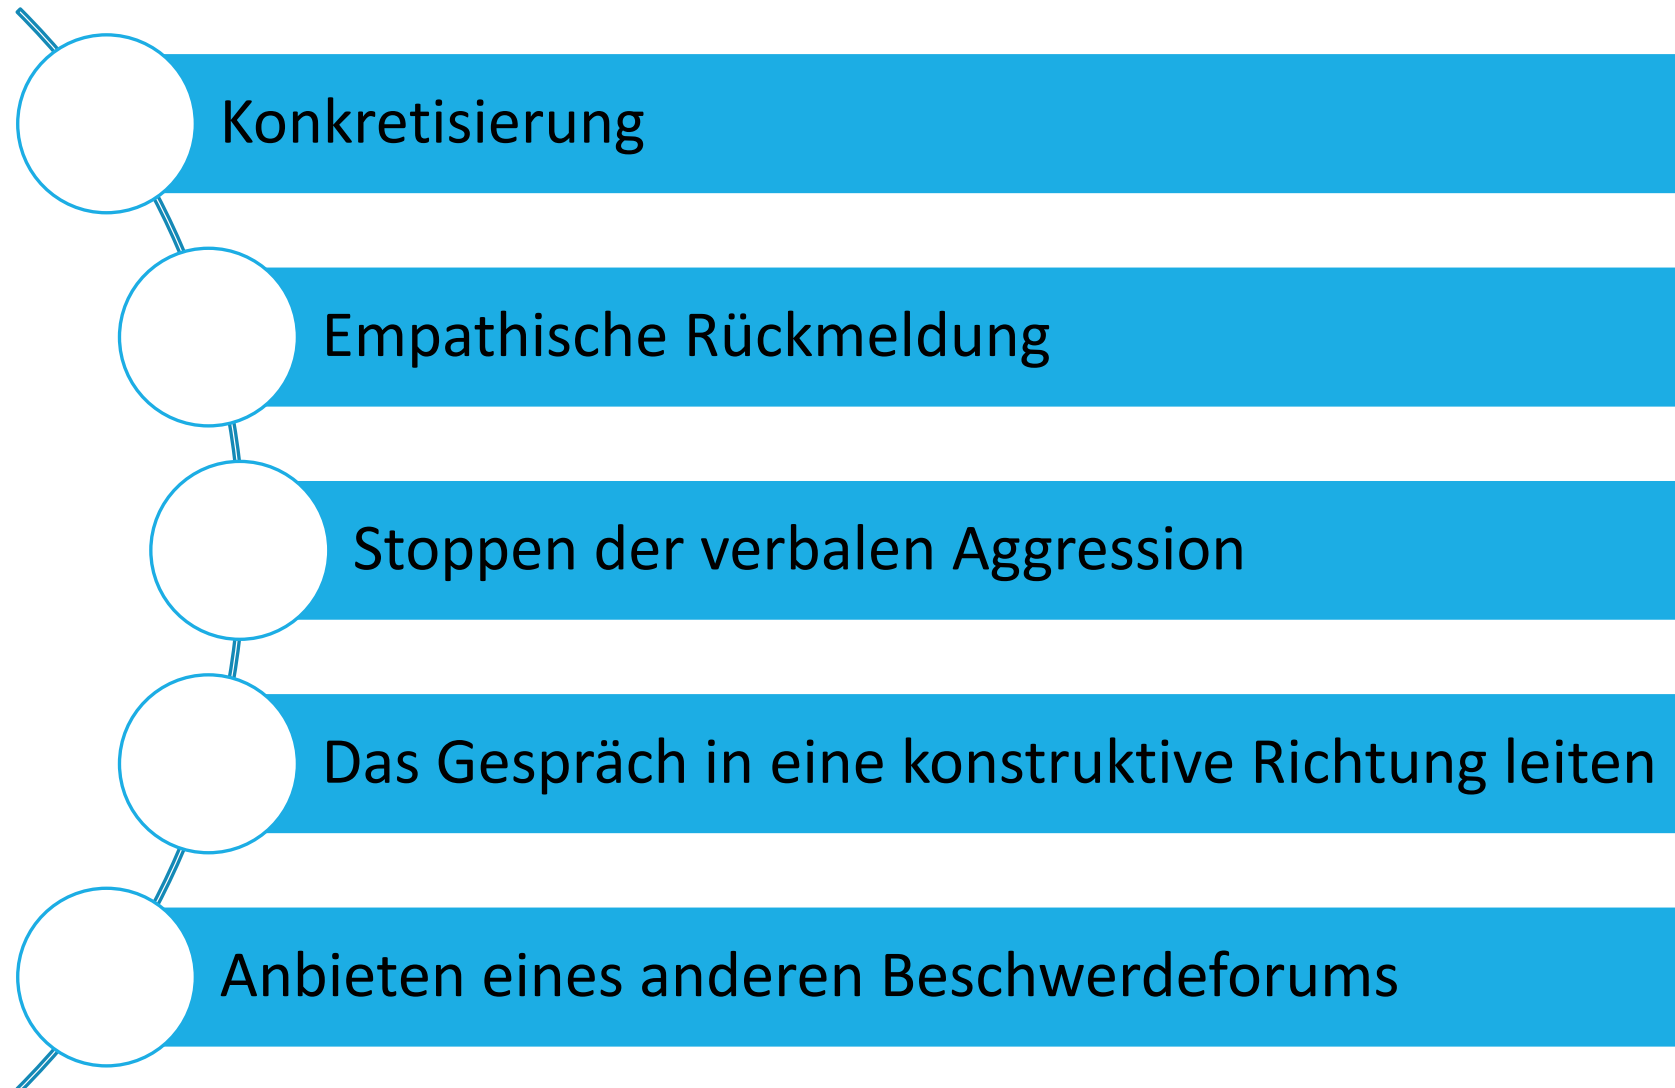 Konkretisierung
Empathische Rückmeldung
Stoppen der verbalen Aggression
Das Gespräch in eine konstruktive Richtung leiten
Anbieten eines anderen Beschwerdeforums